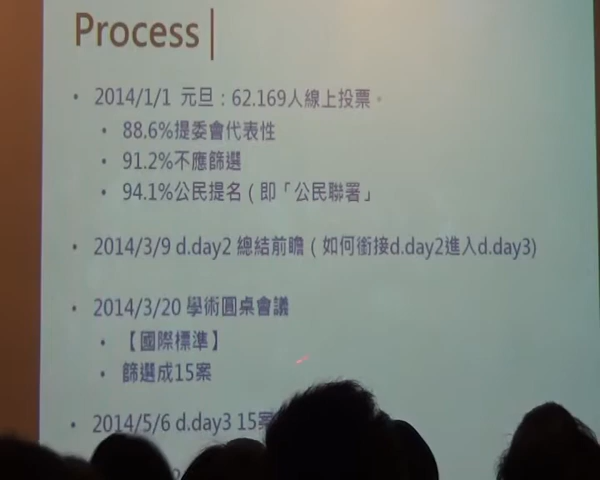 Process
• 2014/1/1 元旦：62.169人線上投票。
• 88.6%提委會代表性
• 91.2%不應篩選
• 94.1%公民提名（即「公民聯署」
• 2014/3/9 d.day2 總結前瞻（如何銜接d.day2進入d.day3)
• 2014/3/20 學術圓桌會議
• 【國際標準】
• 篩選成15案
• 2014/5/6 d.day3 15案